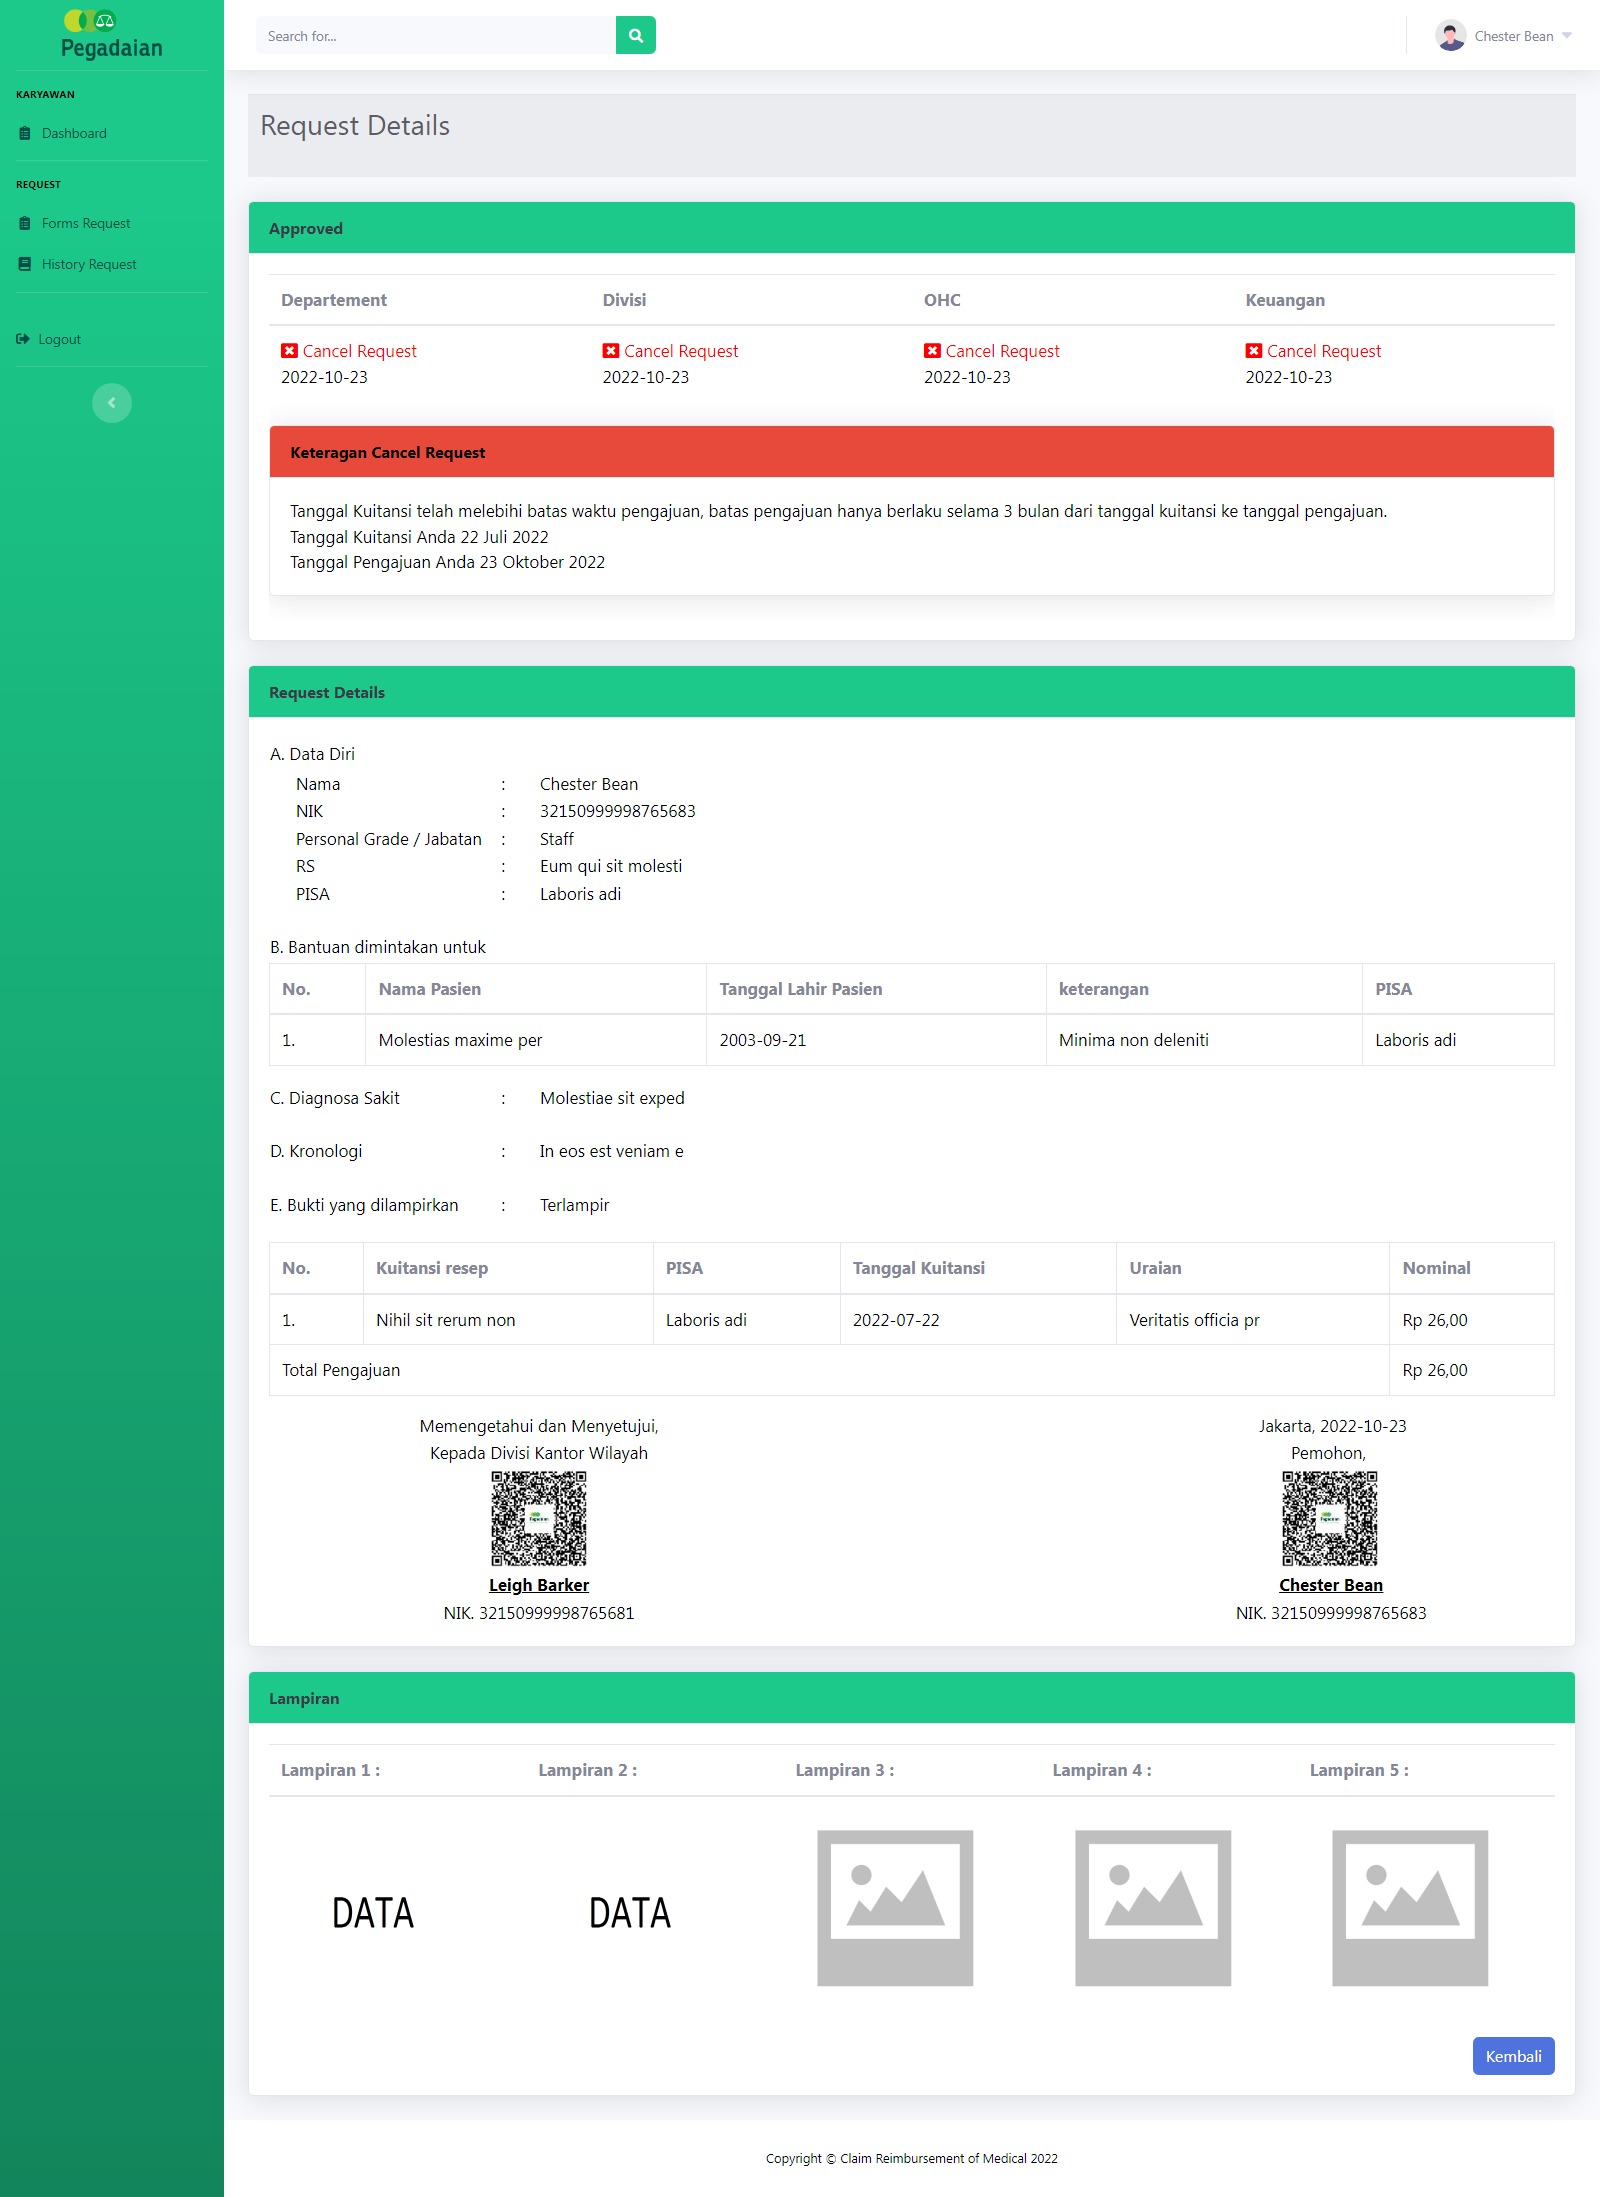 Pegadaian
Search for...
Chester Bean
KARYAWAN
Dashboard
REQUEST
Forms Request
History Request
Logout
Request Details
Approved
Departement Divisi OHC Keuangan
Cancel Request Cancel Request Cancel Request Cancel Request
2022-10-23 2022-10-23 2022-10-23 2022-10-23
Keteragan Cancel Request
Tanggal Kuitansi telah melebihi batas waktu pengajuan, batas pengajuan hanya berlaku selama 3 bulan dari tanggal kuitansi ke tanggal pengajuan.
Tanggal Kuitansi Anda 22 Juli 2022
Tanggal Pengajuan Anda 23 Oktober 2022
Request Details
A. Data Diri
Nama : Chester Bean
NIK : 32150999998765683
Personal Grade / Jabatan : Staff
RS : Eum qui sit molesti
PISA : Laboris adi
B. Bantuan dimintakan untuk
No. Nama Pasien Tanggal Lahir Pasien keterangan PISA
1. Molestias maxime per 2003-09-21 Minima non deleniti Laboris adi
C. Diagnosa Sakit : Molestiae sit exped
D. Kronologi : In eos est veniam e
E. Bukti yang dilampirkan : Terlampir
No. Kuitansi resep PISA Tanggal Kuitansi Uraian Nominal
1. Nihil sit rerum non Laboris adi 2022-07-22 Veritatis officia pr Rp 26,00
Total Pengajuan Rp 26,00
Memengetahui dan Menyetujui, Jakarta, 2022-10-23
Kepada Divisi Kantor Wilayah Pemohon,
Pegadaian Pegadaian
Leigh Barker Chester Bean
NIK. 32150999998765681 NIK. 32150999998765683
Lampiran
Lampiran 1 : Lampiran 2 : Lampiran 3 : Lampiran 4 : Lampiran 5 :
DATA DATA
Kembali
Copyright © Claim Reimbursement of Medical 2022